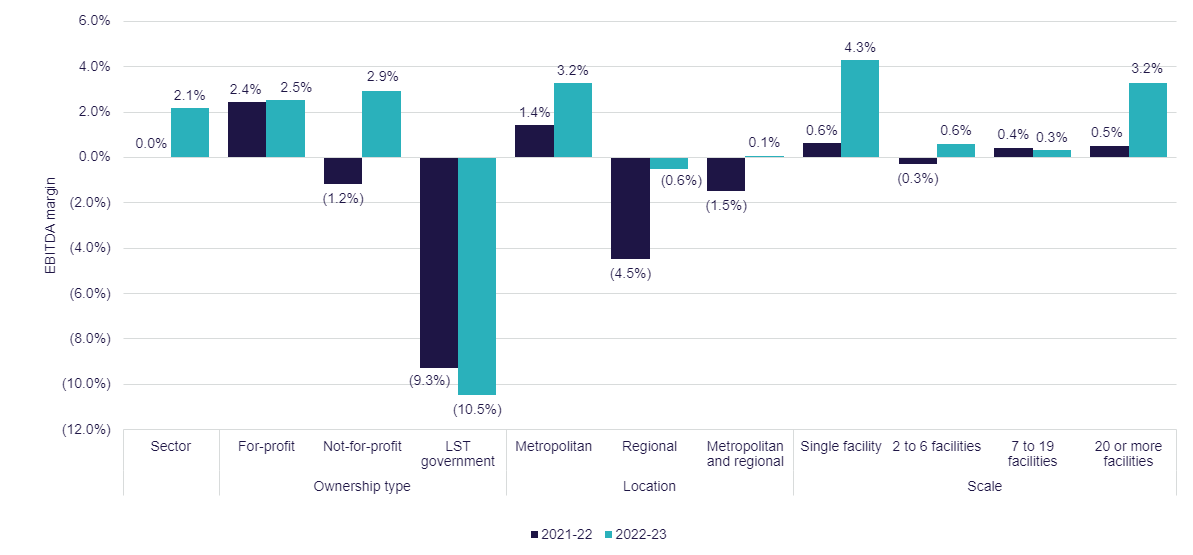 6.0%
4.0%
2.0%
0.0%
(2.0%)
(4.0%)
(6.0%)
(8.0%)
(10.0%)
(12.0%)
EBITDA margin
0.0%
2.1%
2.4%
2.5%
(1.2%)
2.9%
(9.3%)
(10.5%)
1.4%
3.2%
(4.5%)
(0.6%)
(1.5%)
0.1%
0.6%
4.3%
(0.3%)
0.6%
0.4%
0.3%
0.5%
3.2%
Sector
For-profit
Not-for-profit
LST
government
Metropolitan
Regional
Metropolitan
and regional
Single facility
2 to 6 facilities
7 to 19
facilities
20 or more
facilities
Ownership type
Location
Scale
2021-22
2022-23